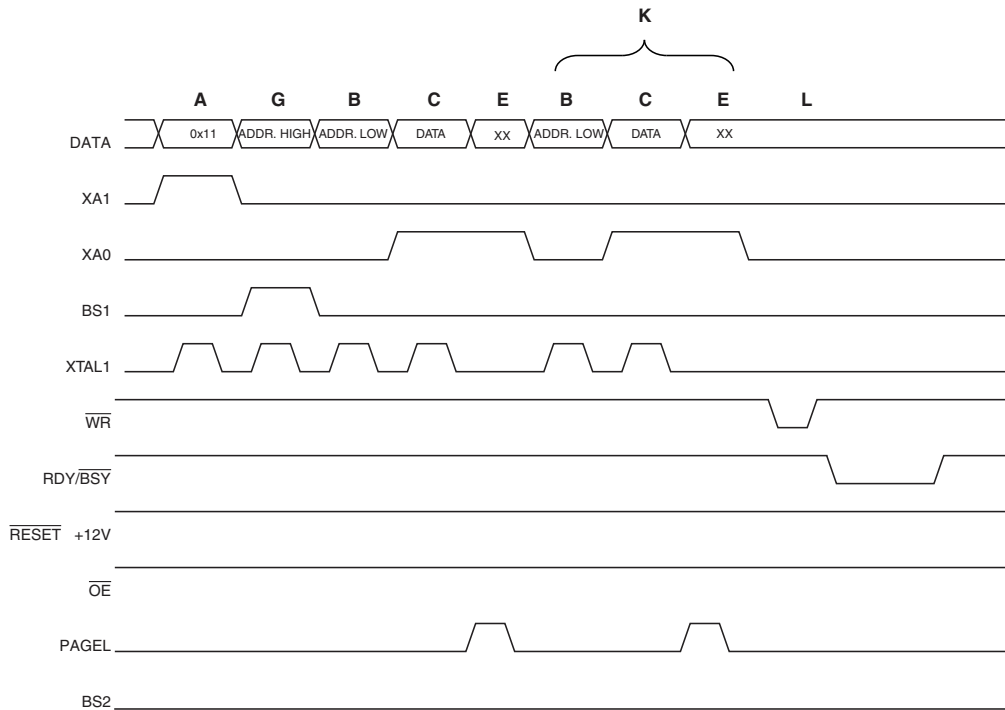 K
A G B C E B C E L
DATA 0x11 ADDR. HIGH ADDR. LOW DATA XX ADDR. LOW DATA XX
XA1
XA0
BS1
XTAL1
WR
RDY/BSY
RESET +12V
OE
PAGEL
BS2